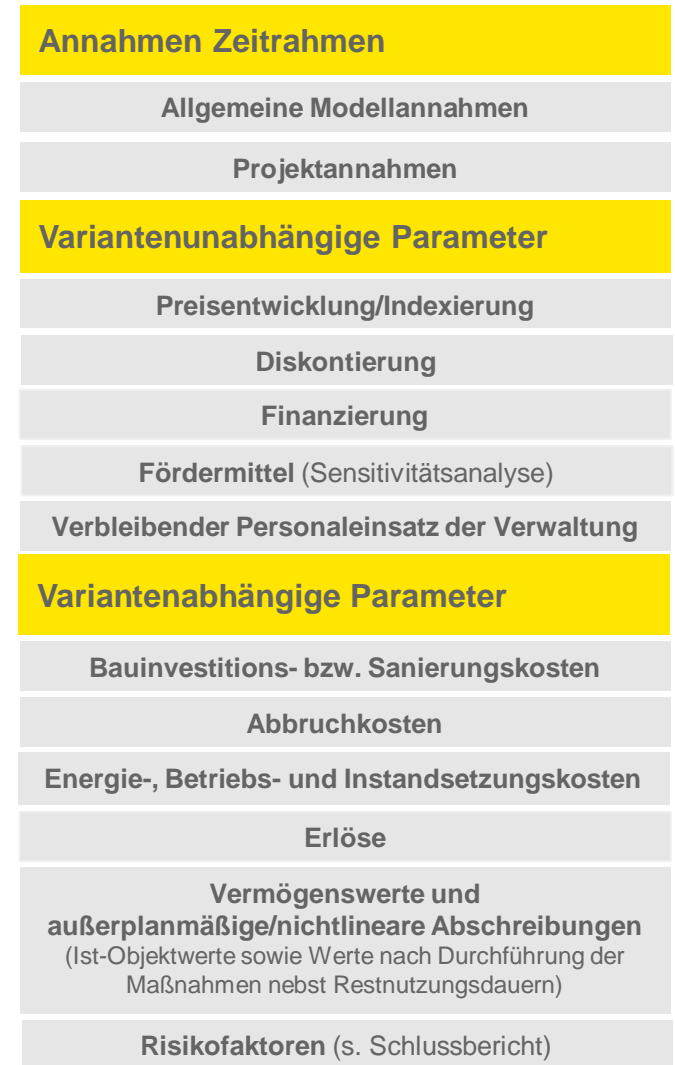 Annahmen Zeitrahmen
Allgemeine Modellannahmen
Projektannahmen
Variantenunabhängige Parameter
Preisentwicklung/Indexierung
Diskontierung
Finanzierung
Fördermittel (Sensitivitätsanalyse)
Verbleibender Personaleinsatz der Verwaltung
Variantenabhängige Parameter
Bauinvestitions- bzw. Sanierungskosten
Abbruchkosten
Energie-, Betriebs- und Instandsetzungskosten
Erlöse
Vermögenswerte und
außerplanmäßige/nichtlineare Abschreibungen
(Ist-Objektwerte sowie Werte nach Durchführung der
Maßnahmen nebst Restnutzungsdauern)
Risikofaktoren (s. Schlussbericht)